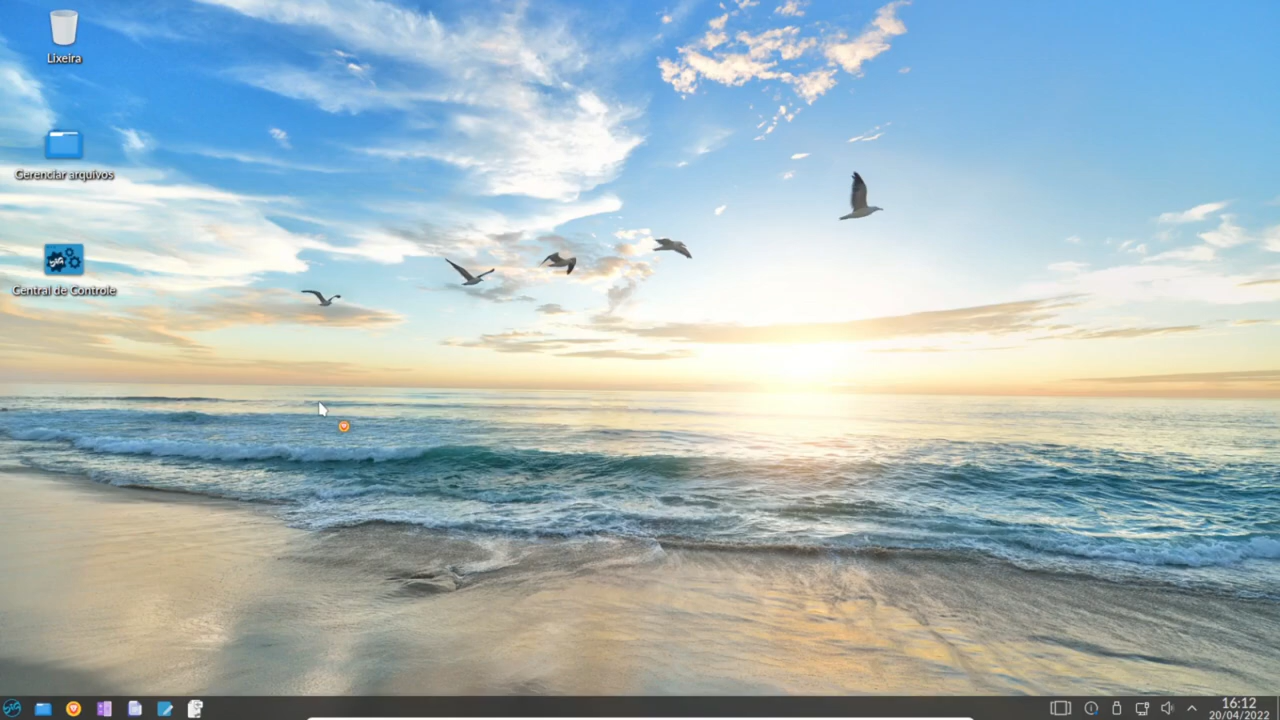 Lixeira
Gerenciar arquivos
Central de Controle
16:12
20/04/2022